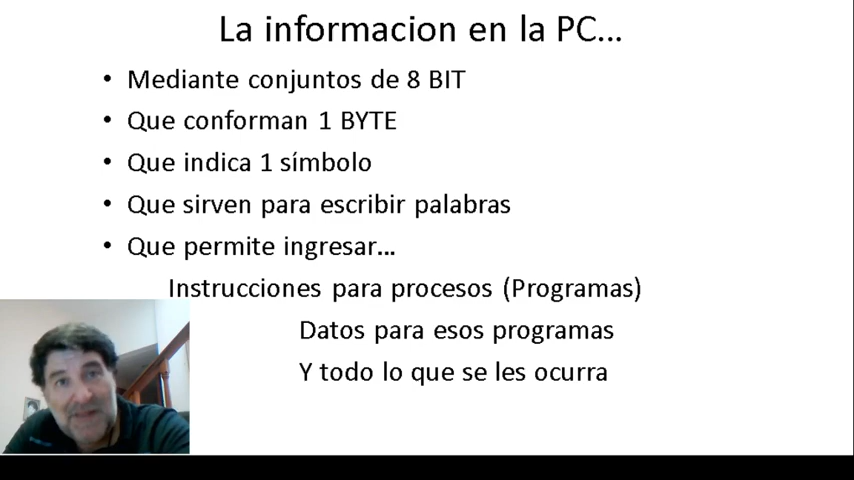 La informacion en la PC...
• Mediante conjuntos de 8 BIT
• Que conforman 1 BYTE
• Que indica 1 símbolo
• Que sirven para escribir palabras
• Que permite ingresar...
Instrucciones para procesos (Programas)
Datos para esos programas
Y todo lo que se les ocurra